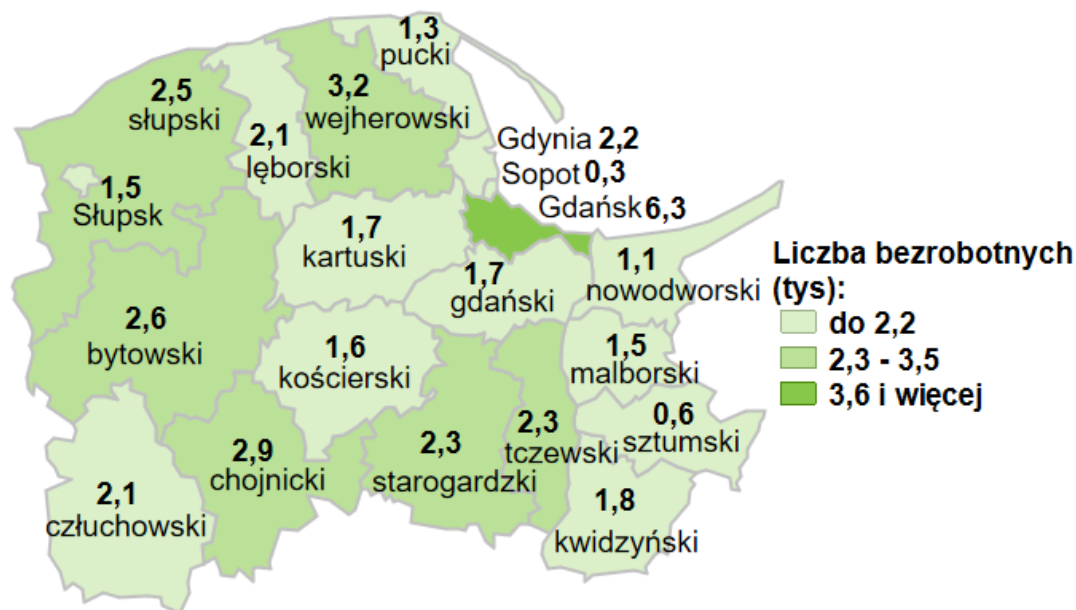 1,3
pucki
2,5
słupski
3,2
wejherowski
2,1
lęborski
Gdynia 2,2
Sopot 0,3
Gdańsk 6,3
1,5
Słupsk
1,7
kartuski
1,7
gdański
1,1
nowodworski
2,6
bytowski
1,6
kościerski
1,5
malborski
0,6
sztumski
2,3
tczewski
2,3
starogardzki
2,9
chojnicki
2,1
człuchowski
1,8
kwidzyński
Liczba bezrobotnych
(tys):
do 2,2
2,3 - 3,5
3,6 i więcej